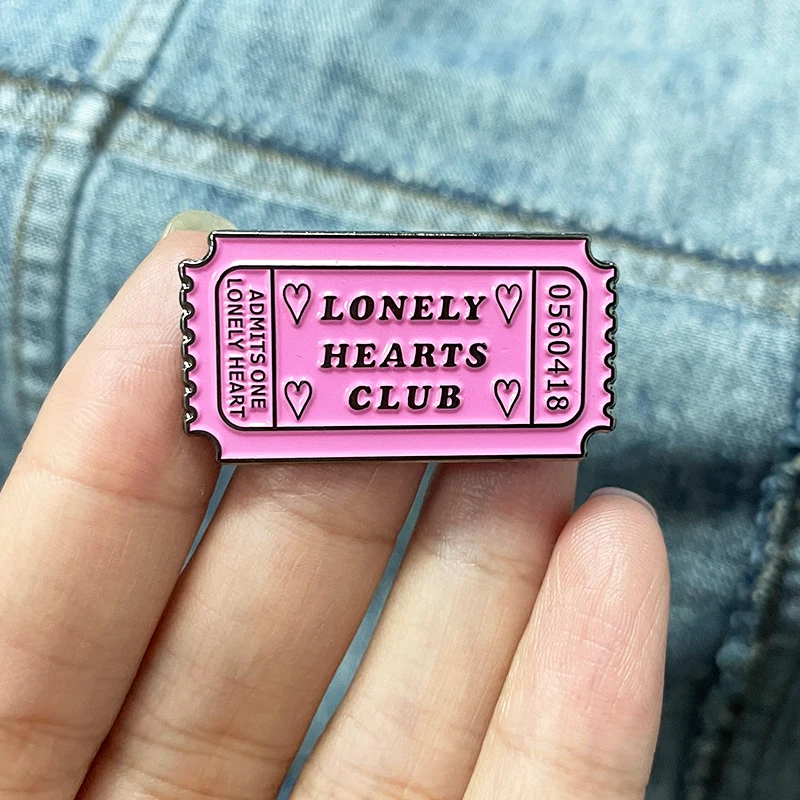 ADMITS ONE
LONELY HEART
LONELY
HEARTS
CLUB
0560418